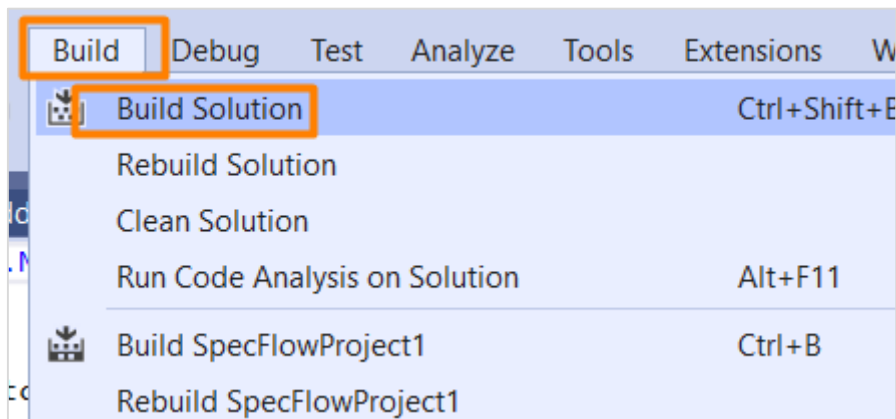 Build Debug Test Analyze Tools Extensions W
Build Solution Ctrl+Shift+B
Rebuild Solution
Clean Solution
Run Code Analysis on Solution Alt+F11
Build SpecFlowProject1 Ctrl+B
Rebuild SpecFlowProject1